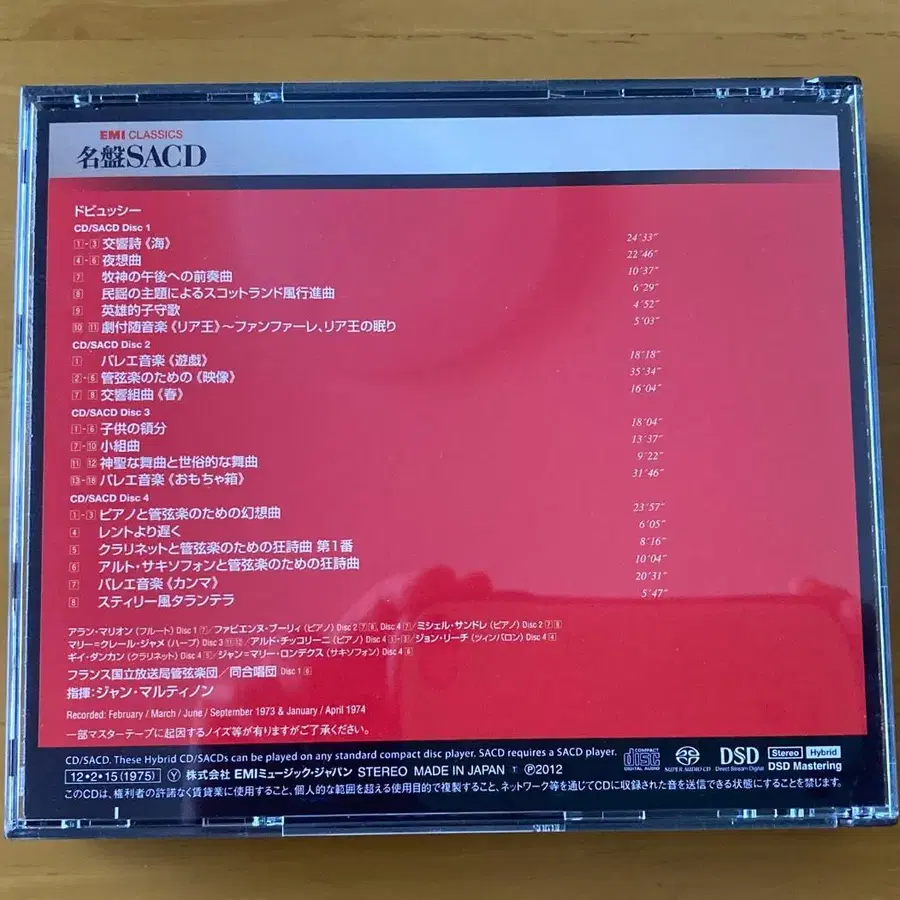 EMI CLASSICS
名盤SACD
ドビュッシー
CD/SACD Disc 1
1-3 交響詩《海》 24'33"
4-6 夜想曲 22'46"
7 牧神の午後への前奏曲 10'37"
8 民謡の主題によるスコットランド風行進曲 6'29"
9 英雄的子守歌 4'52"
10 11 劇付随音楽《リア王》~ファンファーレ、リア王の眠り 5'03"
CD/SACD Disc 2
1 バレエ音楽《遊戯》 18'18"
2-6 管弦楽のための《映像》 35'34"
7 8 交響組曲《春》 16'04"
CD/SACD Disc 3
1-6 子供の領分 18'04"
7-10 小組曲 13'37"
11 12 神聖な舞曲と世俗的な舞曲 9'22"
13-18 バレエ音楽《おもちゃ箱》 31'46"
CD/SACD Disc 4
1-3 ピアノと管弦楽のための幻想曲 23'57"
4 レントより遅く 6'05"
5 クラリネットと管弦楽のための狂詩曲 第1番 8'16"
6 アルト・サキソフォンと管弦楽のための狂詩曲 10'04"
7 バレエ音楽《カンマ》 20'31"
8 スティリー風タランテラ 5'47"
アラン・マリオン(フルート) Disc 1 7/ファビエンヌ・ブーリィ(ピアノ) Disc 2 7 8, Disc 4 7/ミシェル・サンドレ(ピアノ) Disc 2 7 8
マリー=クレール・ジャメ(ハープ) Disc 3 11 12/アルド・チッコリーニ(ピアノ) Disc 4 1-3/ジョン・リーチ(ツィンバロン) Disc 4 4
ギイ・ダンカン(クラリネット) Disc 4 5/ジャン=マリー・ロンデクス(サキソフォン) Disc 4 6
フランス国立放送局管弦楽団/同合唱団 Disc 1 6
指揮:ジャン・マルティノン
Recorded: February / March / June / September 1973 & January / April 1974
一部マスターテープに起因するノイズ等が有りますがご了承ください。
CD/SACD. These Hybrid CD/SACDs can be played on any standard compact disc player. SACD requires a SACD player.
COMPACT disc DIGITAL AUDIO
SUPER AUDIO CD
DSD Direct Stream Digital
Stereo Hybrid
DSD Mastering
12・2・15(1975) Y 株式会社 EMIミュージック・ジャパン STEREO MADE IN JAPAN T ℗2012
このCDは、権利者の許諾なく賃貸業に使用すること、個人的な範囲を超える使用目的で複製すること、ネットワーク等を通じてCDに収録された音を送信できる状態にすることを禁じます。